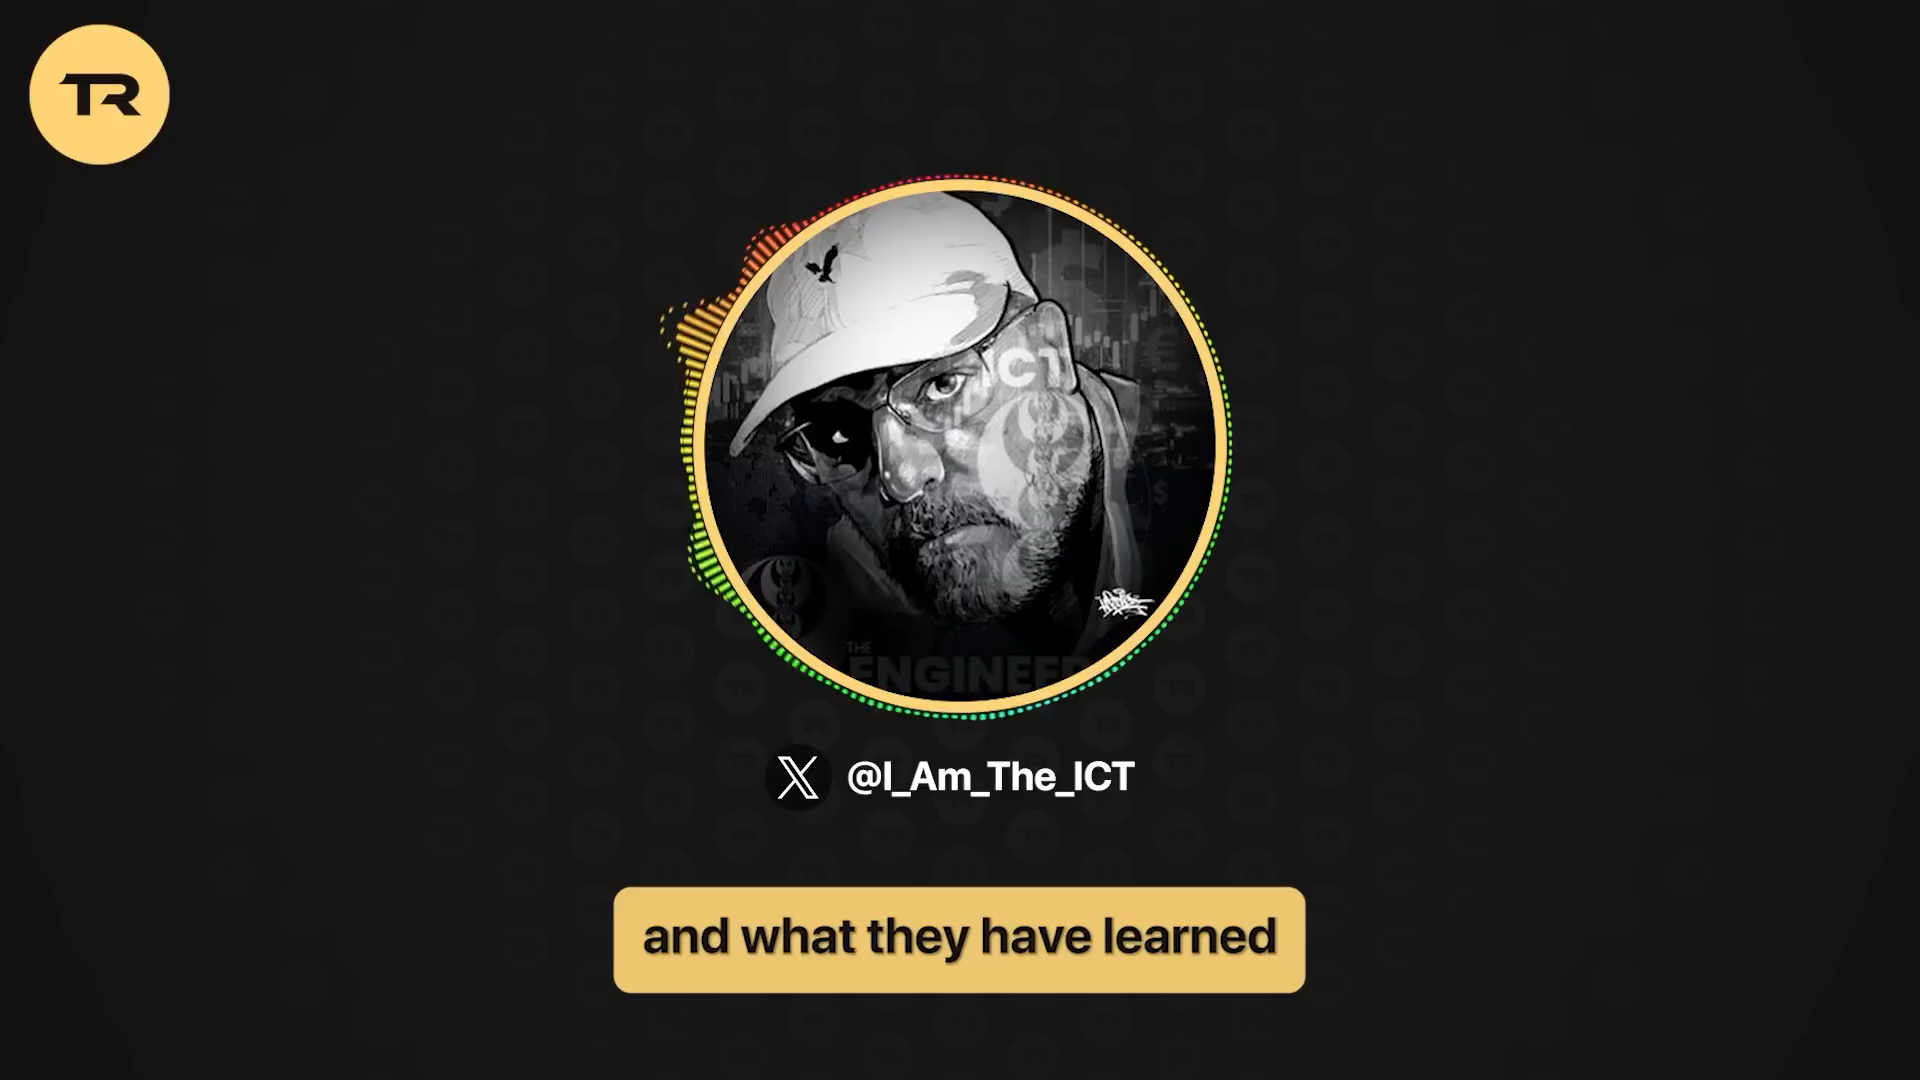 TR
ICT
THE
ENGINEER
@I_Am_The_ICT
and what they have learned